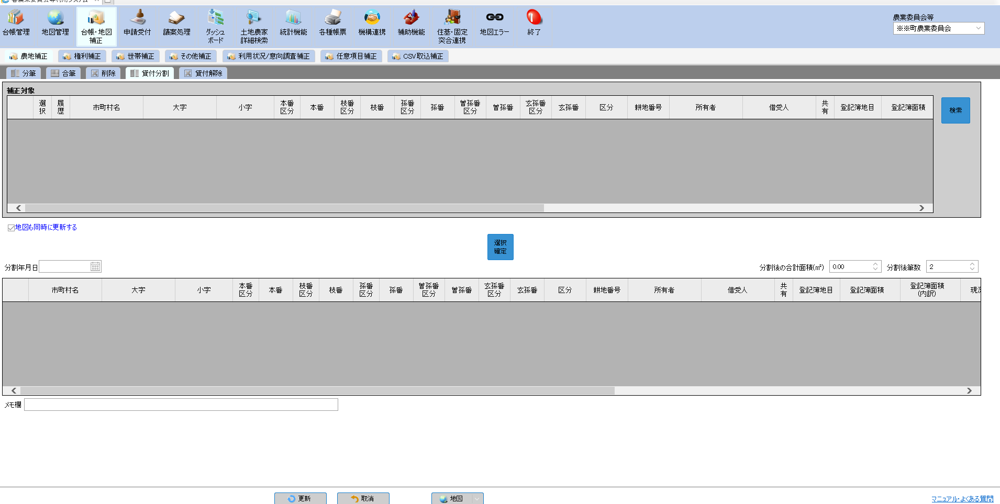 台帳管理 地図管理 台帳・地図補正 申請受付 議案処理 ダッシュボード 土地農家詳細検索 統計機能 各種帳票 機構連携 補助機能 住基・固定突合連携 地図エラー 終了
農業委員会等
※※町農業委員会
農地補正 権利補正 世帯補正 その他補正 利用状況/意向調査補正 任意項目補正 CSV取込補正
分筆 合筆 削除 貸付分割 貸付解除
補正対象
選択 履歴 市町村名 大字 小字 本番区分 本番 枝番区分 枝番 孫番区分 孫番 曽孫番区分 曽孫番 玄孫番区分 玄孫番 区分 耕地番号 所有者 借受人 共有 登記簿地目 登記簿面積
検索
地図も同時に更新する
選択確定
分割年月日
分割後の合計面積(㎡) 0.00 分割後筆数 2
市町村名 大字 小字 本番区分 本番 枝番区分 枝番 孫番区分 孫番 曽孫番区分 曽孫番 玄孫番区分 玄孫番 区分 耕地番号 所有者 借受人 共有 登記簿地目 登記簿面積 登記簿面積(内訳) 現況
メモ欄
更新 取消 地図
マニュアル・よくある質問